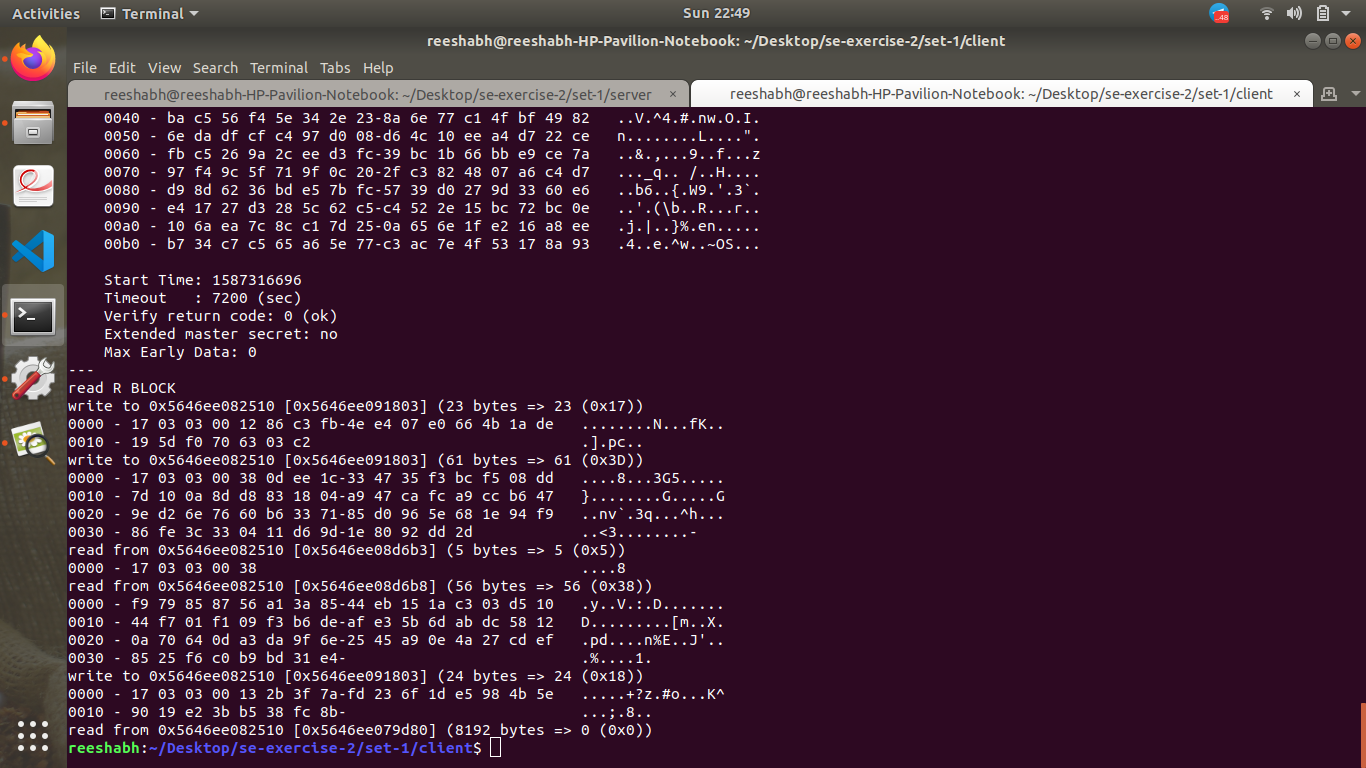 Activities
Terminal
Sun 22:49
48
reeshabh@reeshabh-HP-Pavilion-Notebook: ~/Desktop/se-exercise-2/set-1/client
File Edit View Search Terminal Tabs Help
reeshabh@reeshabh-HP-Pavilion-Notebook: ~/Desktop/se-exercise-2/set-1/server ×
reeshabh@reeshabh-HP-Pavilion-Notebook: ~/Desktop/se-exercise-2/set-1/client ×
0040 - ba c5 56 f4 5e 34 2e 23-8a 6e 77 c1 4f bf 49 82   ..V.^4.#.nw.O.I.
0050 - 6e da df cf c4 97 d0 08-d6 4c 10 ee a4 d7 22 ce   n........L....".
0060 - fb c5 26 9a 2c ee d3 fc-39 bc 1b 66 bb e9 ce 7a   ..&.,...9..f...z
0070 - 97 f4 9c 5f 71 9f 0c 20-2f c3 82 48 07 a6 c4 d7   ..._q.. /..H....
0080 - d9 8d 62 36 bd e5 7b fc-57 39 d0 27 9d 33 60 e6   ..b6..{.W9.'.3`.
0090 - e4 17 27 d3 28 5c 62 c5-c4 52 2e 15 bc 72 bc 0e   ..'.(\b..R...r..
00a0 - 10 6a ea 7c 8c c1 7d 25-0a 65 6e 1f e2 16 a8 ee   .j.|..}%.en.....
00b0 - b7 34 c7 c5 65 a6 5e 77-c3 ac 7e 4f 53 17 8a 93   .4..e.^w..~OS...
Start Time: 1587316696
Timeout   : 7200 (sec)
Verify return code: 0 (ok)
Extended master secret: no
Max Early Data: 0
---
read R BLOCK
write to 0x5646ee082510 [0x5646ee091803] (23 bytes => 23 (0x17))
0000 - 17 03 03 00 12 86 c3 fb-4e e4 07 e0 66 4b 1a de   ........N...fK..
0010 - 19 5d f0 70 63 03 c2                              .].pc..
write to 0x5646ee082510 [0x5646ee091803] (61 bytes => 61 (0x3D))
0000 - 17 03 03 00 38 0d ee 1c-33 47 35 f3 bc f5 08 dd   ....8...3G5.....
0010 - 7d 10 0a 8d d8 83 18 04-a9 47 ca fc a9 cc b6 47   }........G.....G
0020 - 9e d2 6e 76 60 b6 33 71-85 d0 96 5e 68 1e 94 f9   ..nv`.3q...^h...
0030 - 86 fe 3c 33 04 11 d6 9d-1e 80 92 dd 2d            ..<3........-
read from 0x5646ee082510 [0x5646ee08d6b3] (5 bytes => 5 (0x5))
0000 - 17 03 03 00 38                                    ....8
read from 0x5646ee082510 [0x5646ee08d6b8] (56 bytes => 56 (0x38))
0000 - f9 79 85 87 56 a1 3a 85-44 eb 15 1a c3 03 d5 10   .y..V.:.D.......
0010 - 44 f7 01 f1 09 f3 b6 de-af e3 5b 6d ab dc 58 12   D.........[m..X.
0020 - 0a 70 64 0d a3 da 9f 6e-25 45 a9 0e 4a 27 cd ef   .pd....n%E..J'..
0030 - 85 25 f6 c0 b9 bd 31 e4-                          .%....1.
write to 0x5646ee082510 [0x5646ee091803] (24 bytes => 24 (0x18))
0000 - 17 03 03 00 13 2b 3f 7a-fd 23 6f 1d e5 98 4b 5e   .....+?z.#o...K^
0010 - 90 19 e2 3b b5 38 fc 8b-                          ...;.8..
read from 0x5646ee082510 [0x5646ee079d80] (8192 bytes => 0 (0x0))
reeshabh:~/Desktop/se-exercise-2/set-1/client$